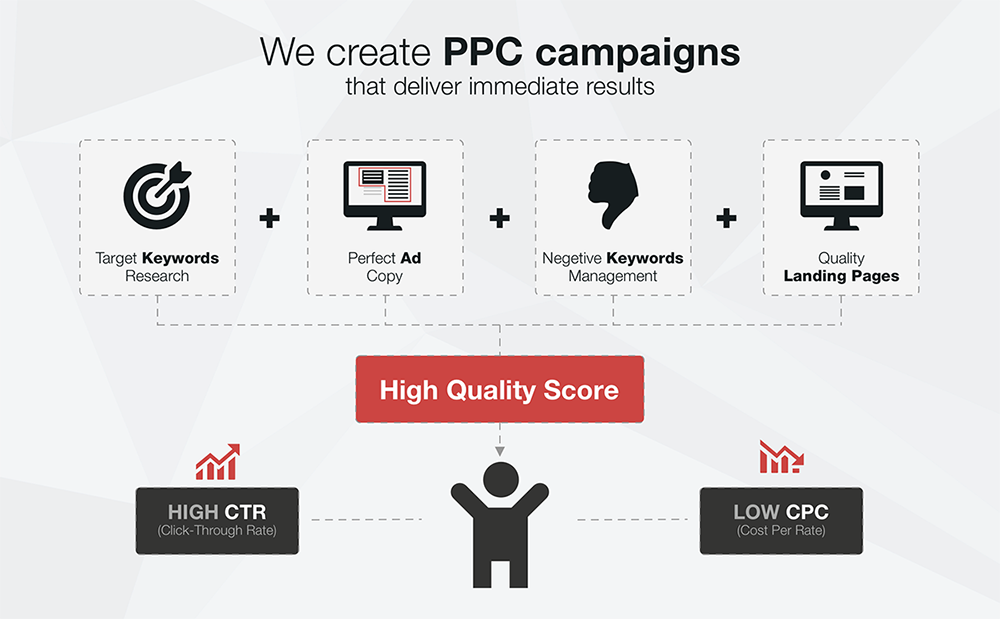 We create PPC campaigns
that deliver immediate results
Target Keywords
Research
+
Perfect Ad
Copy
+
Negetive Keywords
Management
+
Quality
Landing Pages
High Quality Score
HIGH CTR
(Click-Through Rate)
LOW CPC
(Cost Per Rate)